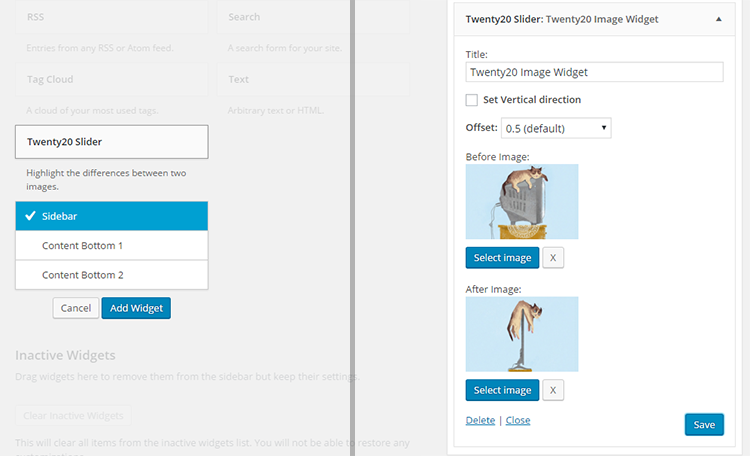 RSS
Search
Entries from any RSS or Atom feed.
A search form for your site.
Tag Cloud
Text
A cloud of your most used tags.
Arbitrary text or HTML.
Twenty20 Slider
Highlight the differences between two
images.
Sidebar
Content Bottom 1
Content Bottom 2
Cancel
Add Widget
Inactive Widgets
Drag widgets here to remove them from the sidebar but keep their settings.
Clear Inactive Widgets
This will clear all items from the inactive widgets list. You will not be able to restore any
Twenty20 Slider: Twenty20 Image Widget
Title:
Twenty20 Image Widget
Set Vertical direction
Offset: 0.5 (default)
Before Image:
Select image X
After Image:
Select image X
Delete | Close
Save